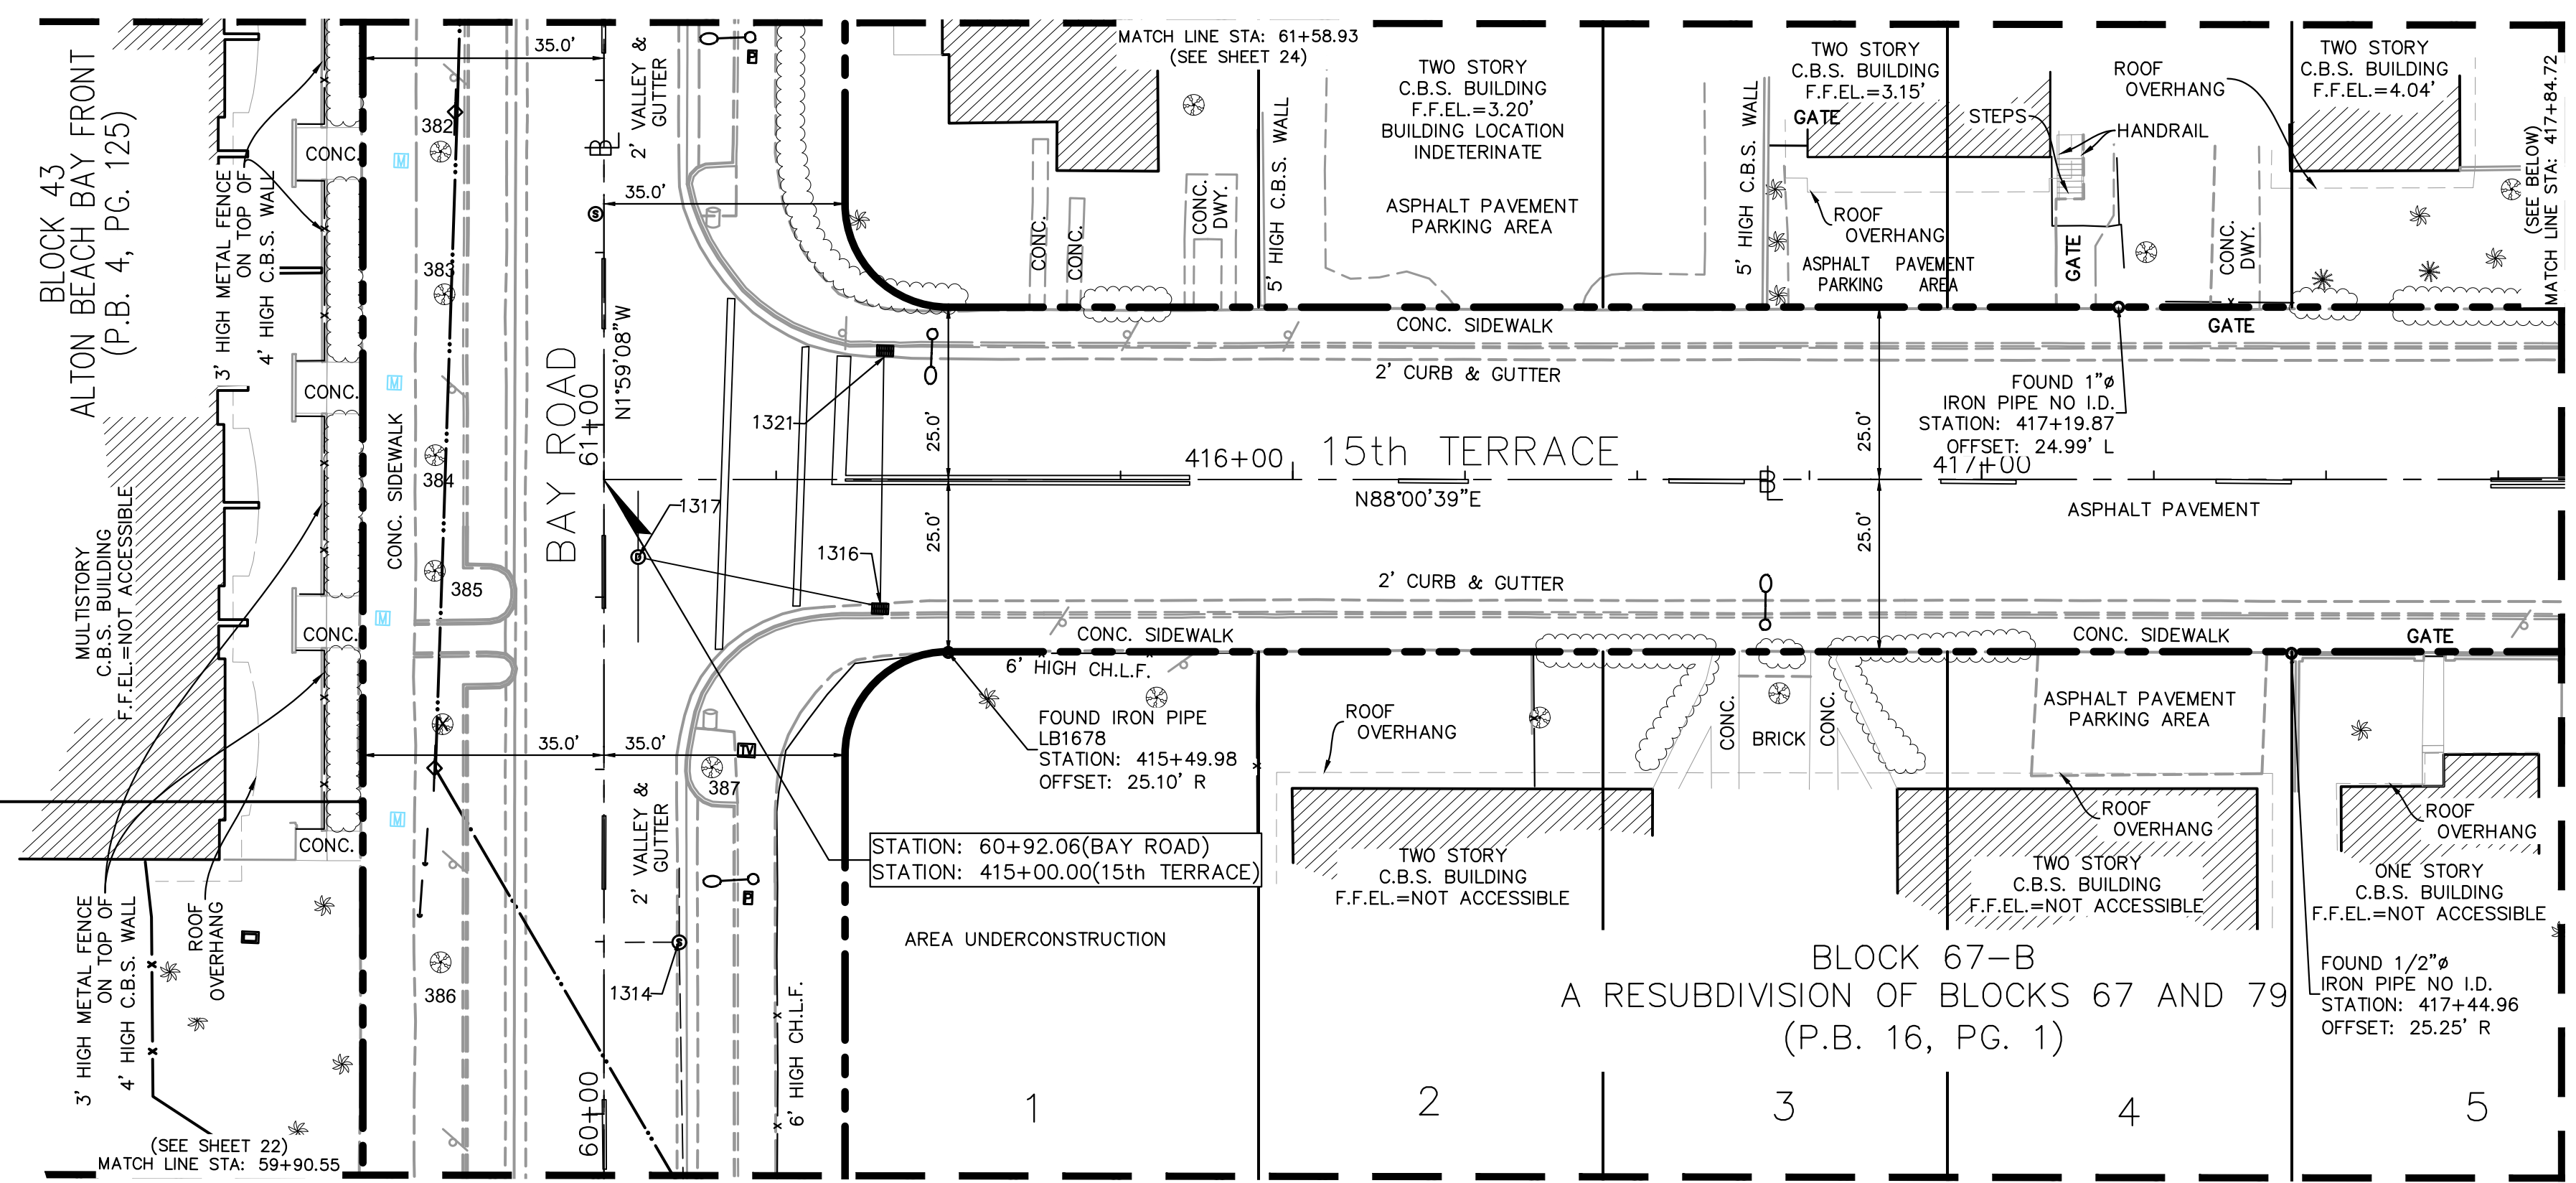 BLOCK 43
ALTON BEACH BAY FRONT
(P.B. 4, PG. 125)
3' HIGH METAL FENCE
ON TOP OF
4' HIGH C.B.S. WALL
CONC.
CONC.
CONC.
CONC.
MULTISTORY
C.B.S. BUILDING
F.F.EL.=NOT ACCESSIBLE
3' HIGH METAL FENCE
ON TOP OF
4' HIGH C.B.S. WALL
ROOF
OVERHANG
(SEE SHEET 22)
MATCH LINE STA: 59+90.55
CONC. SIDEWALK
M
M
M
M
382
383
384
385
386
387
35.0'
35.0'
35.0'
35.0'
2' VALLEY &
GUTTER
2' VALLEY &
GUTTER
BL
S
BAY ROAD
61+00
N1°59'08"W
60+00
D
TV
S
1321
1317
1316
1314
6' HIGH CH.L.F.
MATCH LINE STA: 61+58.93
(SEE SHEET 24)
CONC.
CONC.
CONC.
DWY.
5' HIGH C.B.S. WALL
TWO STORY
C.B.S. BUILDING
F.F.EL.=3.20'
BUILDING LOCATION
INDETERINATE
ASPHALT PAVEMENT
PARKING AREA
5' HIGH C.B.S. WALL
TWO STORY
C.B.S. BUILDING
F.F.EL.=3.15'
GATE
STEPS
HANDRAIL
ROOF
OVERHANG
ROOF
OVERHANG
ASPHALT PAVEMENT
PARKING AREA
GATE
CONC.
DWY.
TWO STORY
C.B.S. BUILDING
F.F.EL.=4.04'
(SEE BELOW)
MATCH LINE STA: 417+84.72
CONC. SIDEWALK
GATE
2' CURB & GUTTER
FOUND 1"ø
IRON PIPE NO I.D.
STATION: 417+19.87
OFFSET: 24.99' L
25.0'
25.0'
25.0'
25.0'
416+00
15th TERRACE
417+00
N88°00'39"E
BL
ASPHALT PAVEMENT
2' CURB & GUTTER
CONC. SIDEWALK
CONC. SIDEWALK
GATE
6' HIGH CH.L.F.
FOUND IRON PIPE
LB1678
STATION: 415+49.98
OFFSET: 25.10' R
STATION: 60+92.06(BAY ROAD)
STATION: 415+00.00(15th TERRACE)
AREA UNDERCONSTRUCTION
ROOF
OVERHANG
CONC.
BRICK
CONC.
ASPHALT PAVEMENT
PARKING AREA
ROOF
OVERHANG
ROOF
OVERHANG
TWO STORY
C.B.S. BUILDING
F.F.EL.=NOT ACCESSIBLE
TWO STORY
C.B.S. BUILDING
F.F.EL.=NOT ACCESSIBLE
ONE STORY
C.B.S. BUILDING
F.F.EL.=NOT ACCESSIBLE
BLOCK 67-B
A RESUBDIVISION OF BLOCKS 67 AND 79
(P.B. 16, PG. 1)
FOUND 1/2"ø
IRON PIPE NO I.D.
STATION: 417+44.96
OFFSET: 25.25' R
1
2
3
4
5